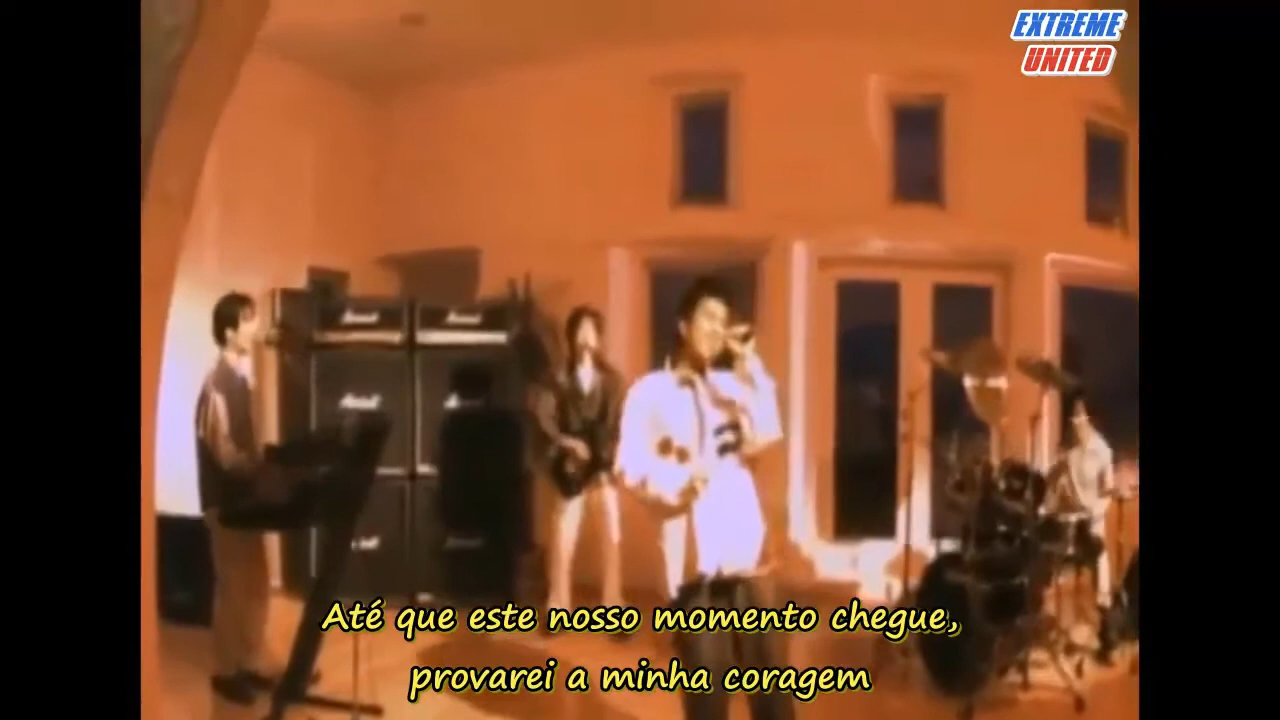 EXTREME
UNITED
Até que este nosso momento chegue,
provarei a minha coragem